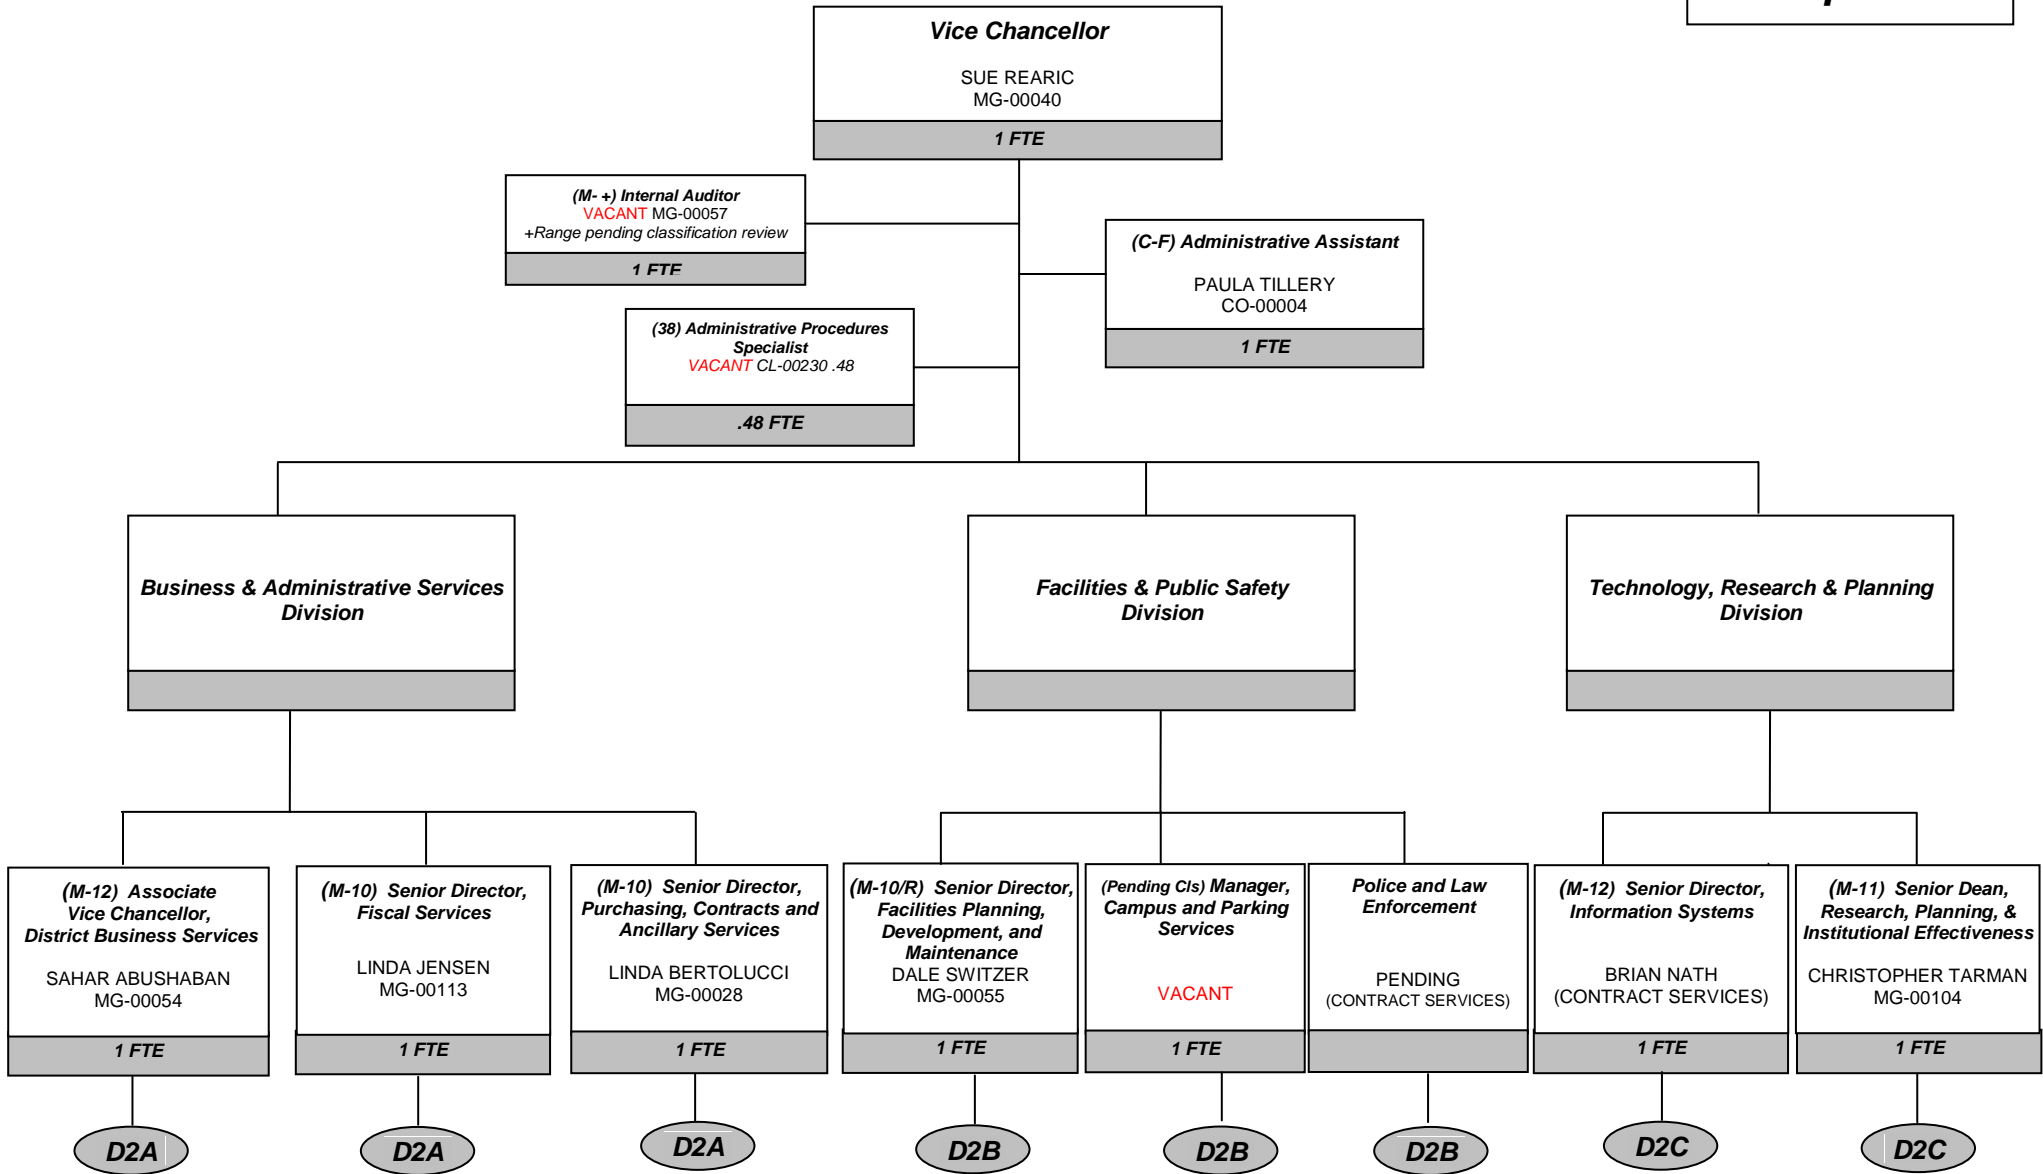 Vice Chancellor
SUE REARIC
MG-00040
1 FTE
(M- +) Internal Auditor
VACANT MG-00057
+Range pending classification review
1 FTE
(C-F) Administrative Assistant
PAULA TILLERY
CO-00004
1 FTE
(38) Administrative Procedures
Specialist
VACANT CL-00230 .48
.48 FTE
Business & Administrative Services
Division
Facilities & Public Safety
Division
Technology, Research & Planning
Division
(M-12) Associate
Vice Chancellor,
District Business Services
SAHAR ABUSHABAN
MG-00054
1 FTE
D2A
(M-10) Senior Director,
Fiscal Services
LINDA JENSEN
MG-00113
1 FTE
D2A
(M-10) Senior Director,
Purchasing, Contracts and
Ancillary Services
LINDA BERTOLUCCI
MG-00028
1 FTE
D2A
(M-10/R) Senior Director,
Facilities Planning,
Development, and
Maintenance
DALE SWITZER
MG-00055
1 FTE
D2B
(Pending Cls) Manager,
Campus and Parking
Services
VACANT
1 FTE
D2B
Police and Law
Enforcement
PENDING
(CONTRACT SERVICES)
D2B
(M-12) Senior Director,
Information Systems
BRIAN NATH
(CONTRACT SERVICES)
1 FTE
D2C
(M-11) Senior Dean,
Research, Planning, &
Institutional Effectiveness
CHRISTOPHER TARMAN
MG-00104
1 FTE
D2C